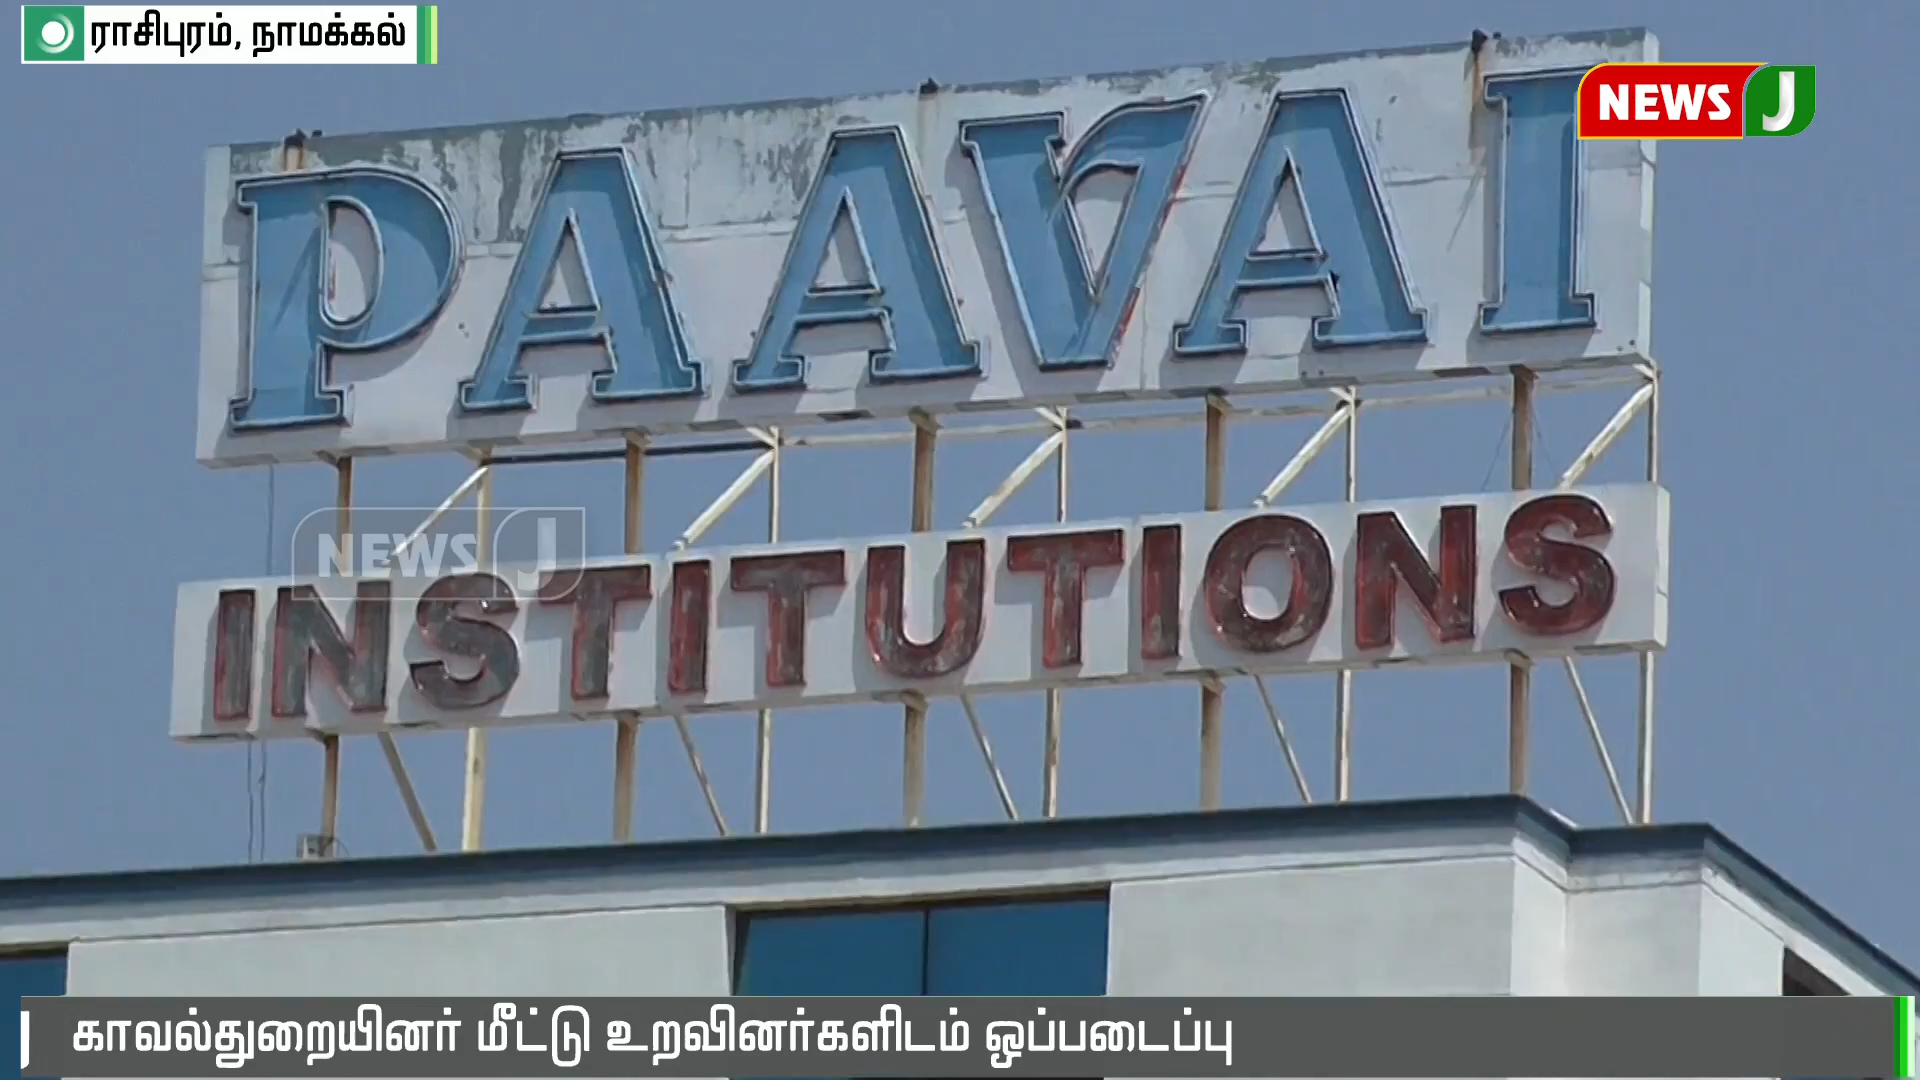 ராசிபுரம், நாமக்கல்
NEWS J
PAAVAI
NEWS J
INSTITUTIONS
காவல்துறையினர் மீட்டு உறவினர்களிடம் ஒப்படைப்பு